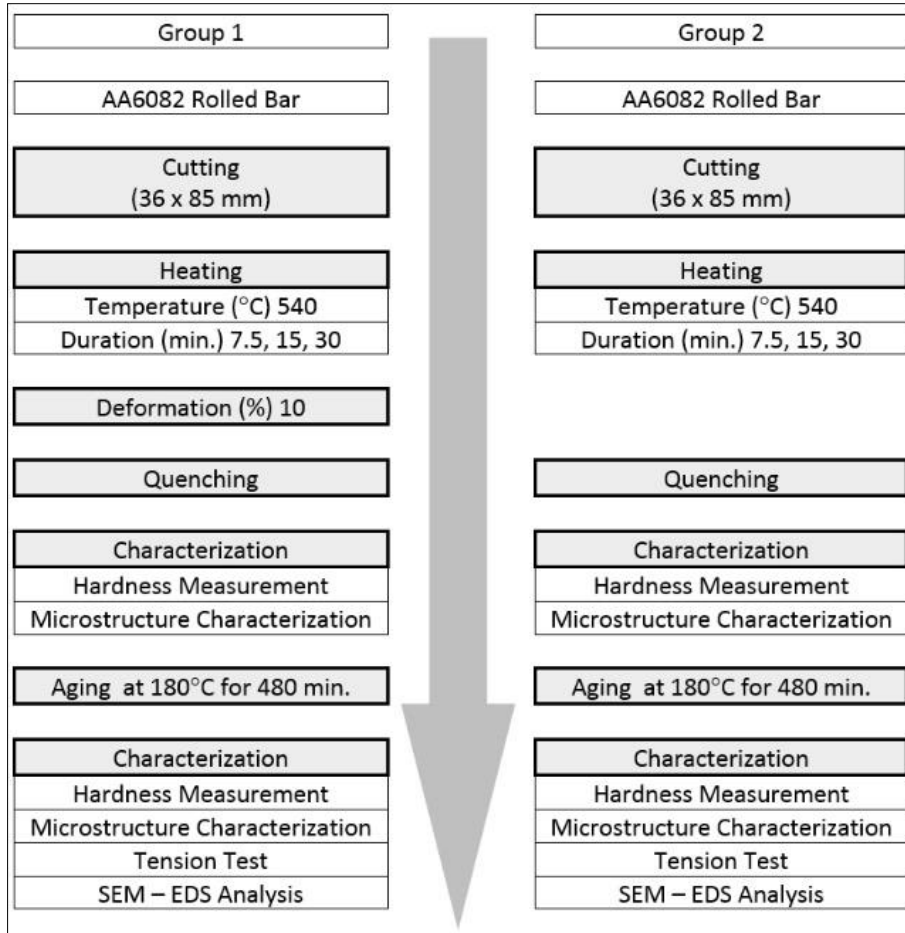 Group 1
AA6082 Rolled Bar
Cutting
(36 x 85 mm)
Heating
Temperature (°C) 540
Duration (min.) 7.5, 15, 30
Deformation (%) 10
Quenching
Characterization
Hardness Measurement
Microstructure Characterization
Aging at 180°C for 480 min.
Characterization
Hardness Measurement
Microstructure Characterization
Tension Test
SEM – EDS Analysis
Group 2
AA6082 Rolled Bar
Cutting
(36 x 85 mm)
Heating
Temperature (°C) 540
Duration (min.) 7.5, 15, 30
Quenching
Characterization
Hardness Measurement
Microstructure Characterization
Aging at 180°C for 480 min.
Characterization
Hardness Measurement
Microstructure Characterization
Tension Test
SEM – EDS Analysis